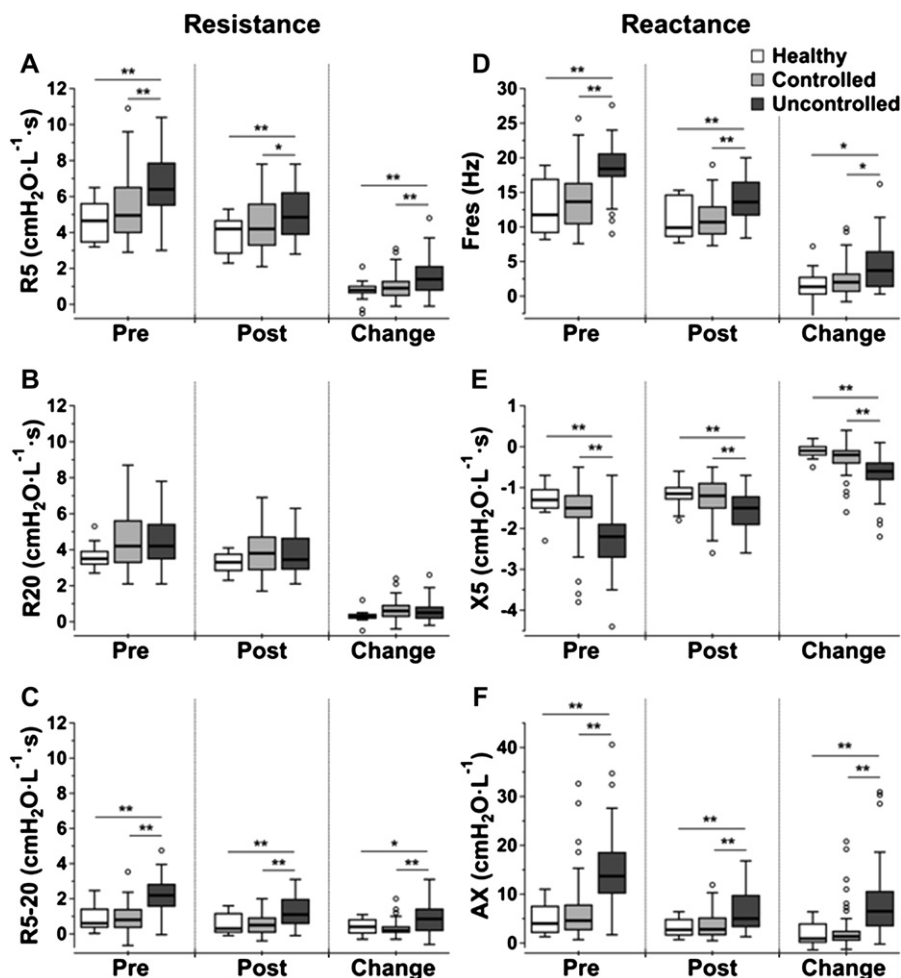 Resistance
Reactance
Healthy
Controlled
Uncontrolled
A
R5 (cmH₂O·L⁻¹·s)
12
10
8
6
4
2
0
**
**
**
*
**
**
Pre
Post
Change
D
Fres (Hz)
30
25
20
15
10
5
0
**
**
**
**
*
*
Pre
Post
Change
B
R20 (cmH₂O·L⁻¹·s)
12
10
8
6
4
2
0
Pre
Post
Change
E
X5 (cmH₂O·L⁻¹·s)
1
0
-1
-2
-3
-4
**
**
**
**
**
**
Pre
Post
Change
C
R5-20 (cmH₂O·L⁻¹·s)
12
10
8
6
4
2
0
**
**
**
**
*
**
Pre
Post
Change
F
AX (cmH₂O·L⁻¹)
40
30
20
10
0
**
**
**
**
**
**
Pre
Post
Change